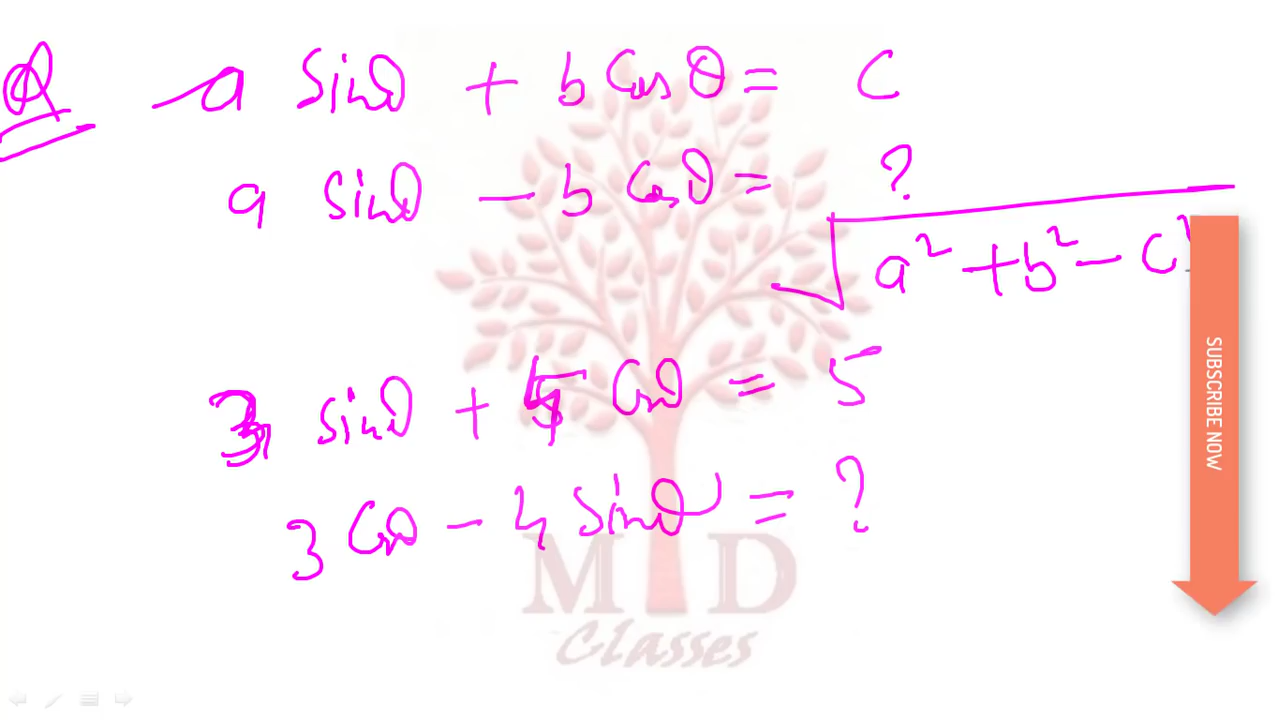 Q a sinθ + b cosθ = c
a sinθ - b cosθ = ?
√a² + b² - c²
3 sinθ + 4 cosθ = 5
3 cosθ - 4 sinθ = ?
SUBSCRIBE NOW
M D
Classes